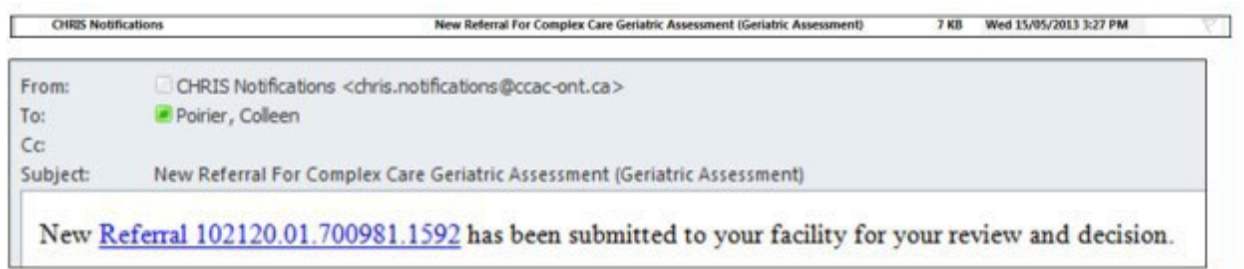 CHRIS Notifications New Referral For Complex Care Geriatric Assessment (Geriatric Assessment) 7 KB Wed 15/05/2013 3:27 PM
From: CHRIS Notifications <chris.notifications@ccac-ont.ca>
To: Poirier, Colleen
Cc:
Subject: New Referral For Complex Care Geriatric Assessment (Geriatric Assessment)
New Referral 102120.01.700981.1592 has been submitted to your facility for your review and decision.